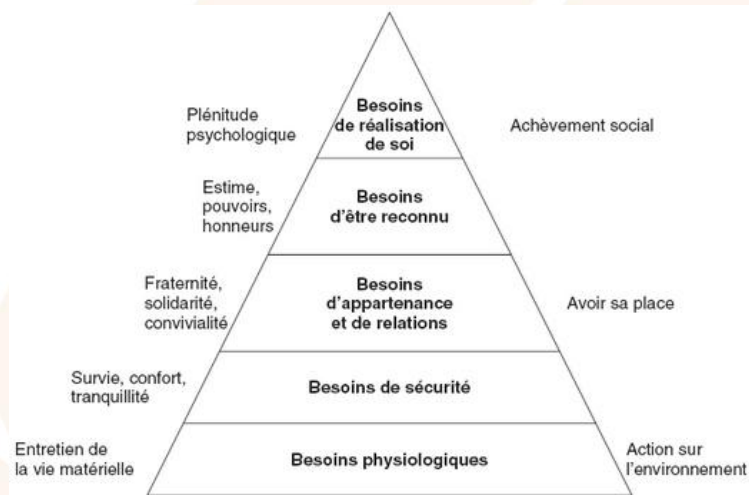 Plénitude
psychologique
Besoins
de réalisation
de soi
Achèvement social
Estime,
pouvoirs,
honneurs
Besoins
d'être reconnu
Fraternité,
solidarité,
convivialité
Besoins
d'appartenance
et de relations
Avoir sa place
Survie, confort,
tranquillité
Besoins de sécurité
Entretien de
la vie matérielle
Besoins physiologiques
Action sur
l'environnement